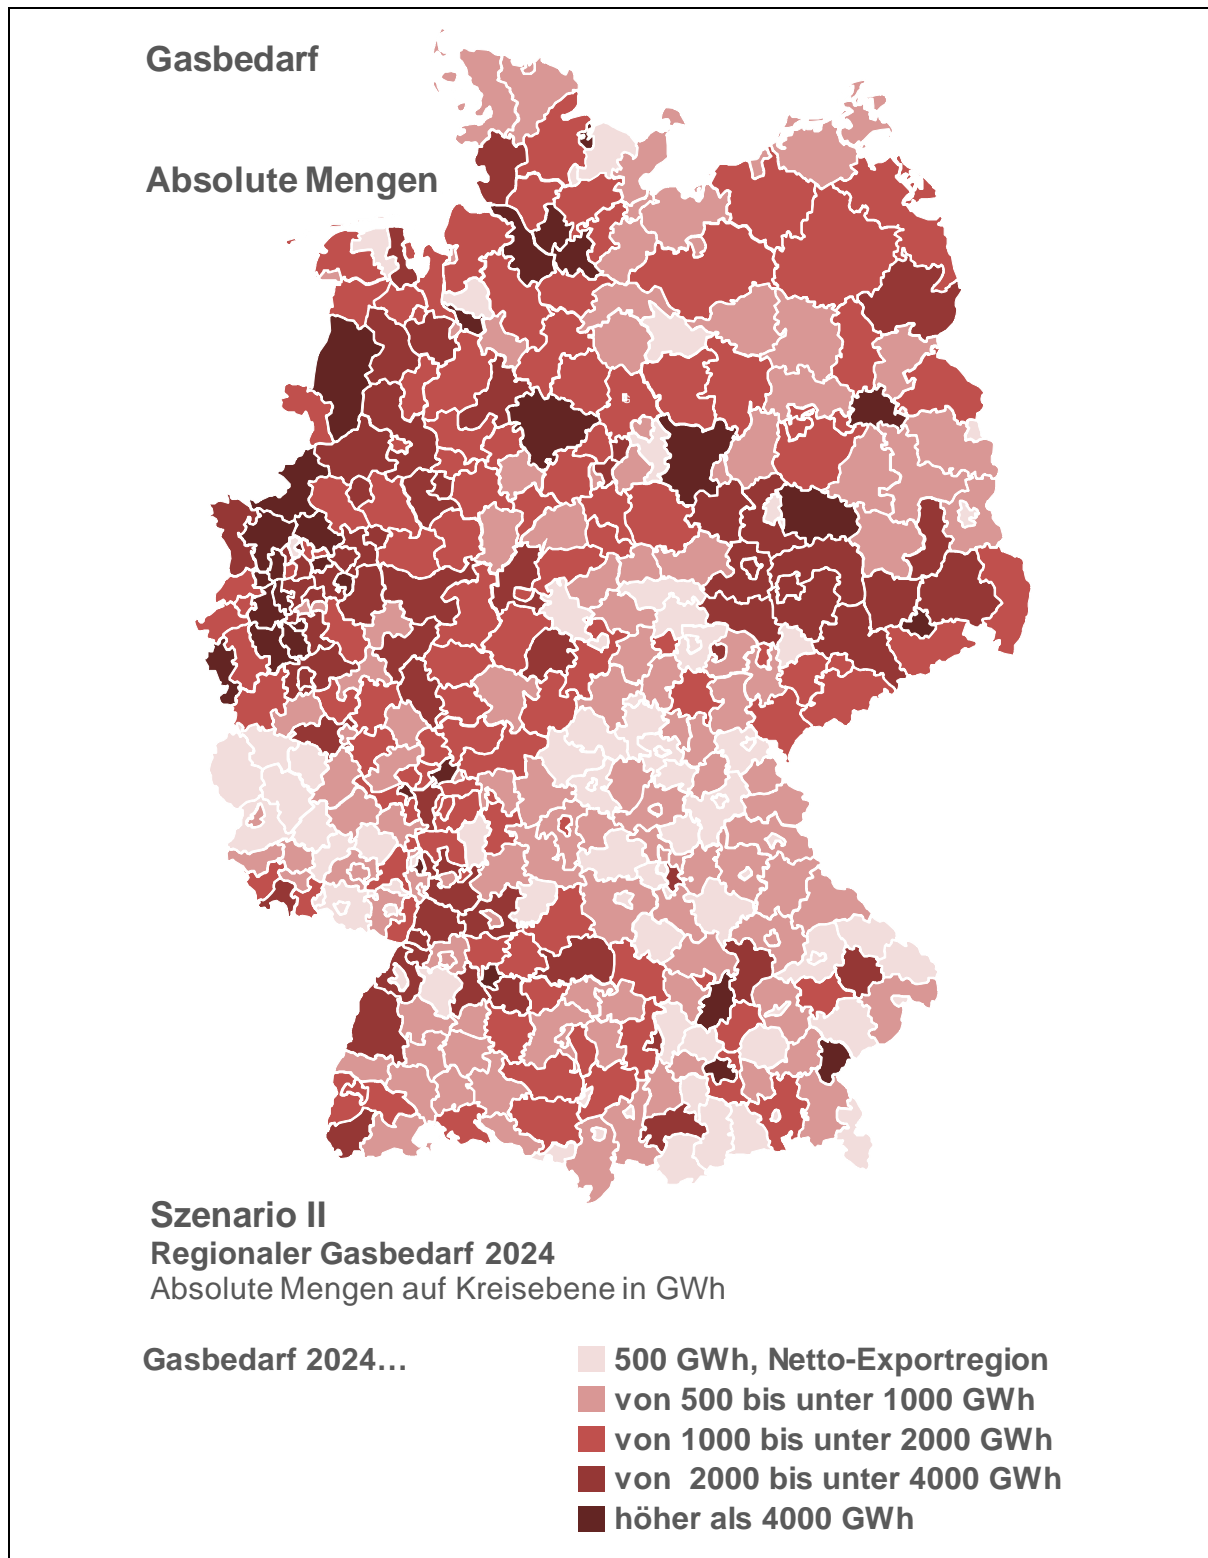 Gasbedarf
Absolute Mengen
Szenario II
Regionaler Gasbedarf 2024
Absolute Mengen auf Kreisebene in GWh
Gasbedarf 2024…
500 GWh, Netto-Exportregion
von 500 bis unter 1000 GWh
von 1000 bis unter 2000 GWh
von 2000 bis unter 4000 GWh
höher als 4000 GWh